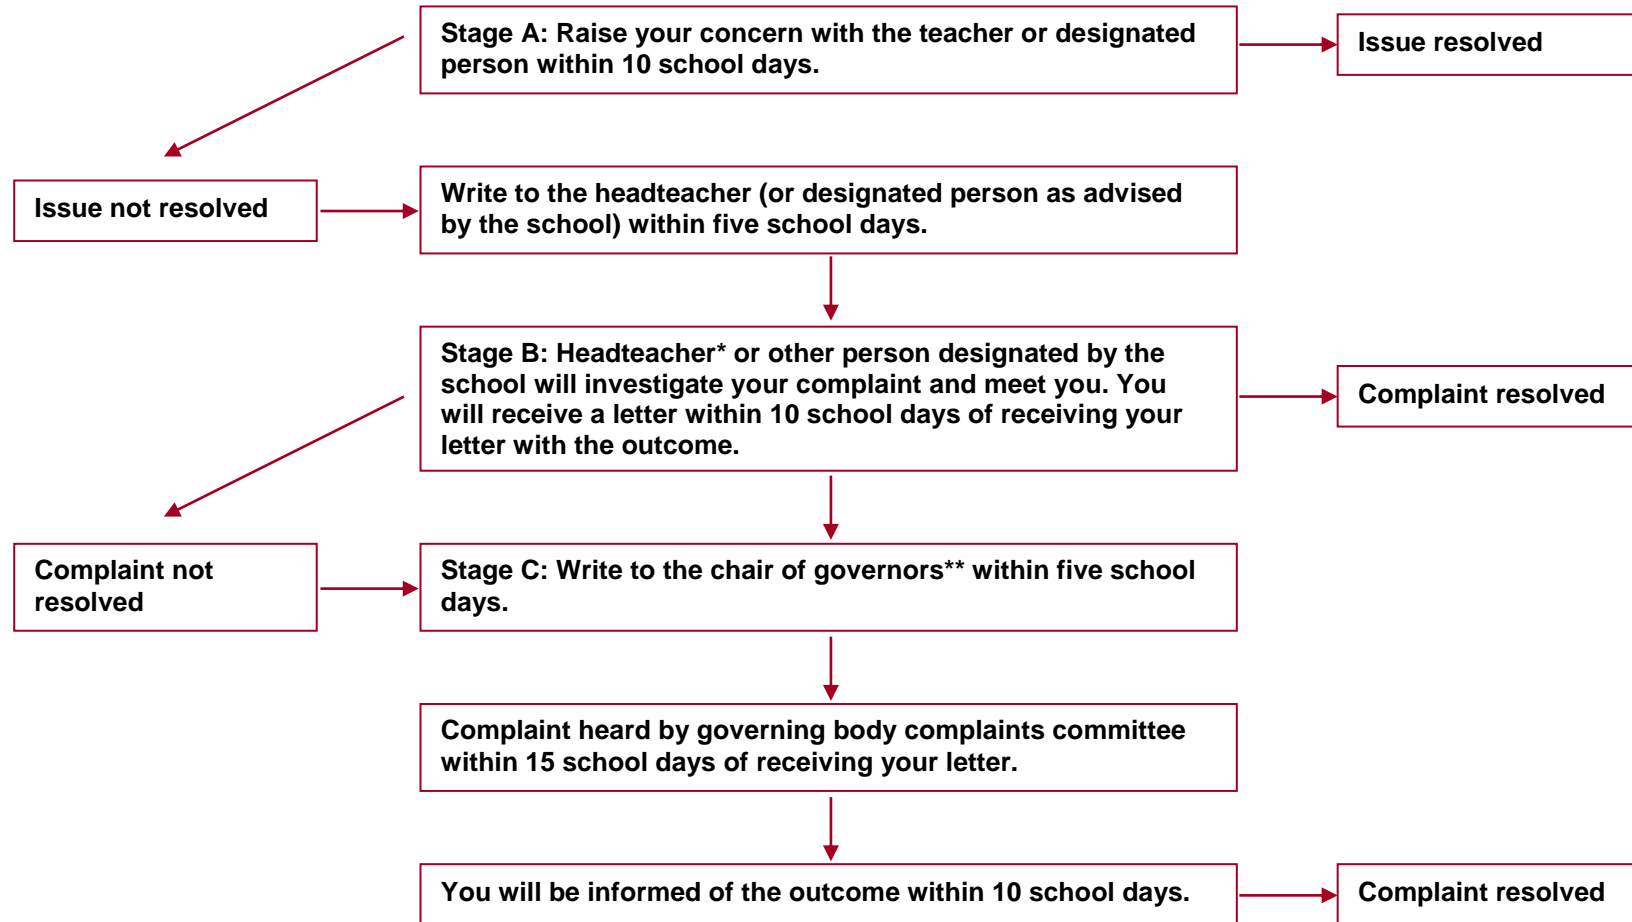 Stage A: Raise your concern with the teacher or designated
person within 10 school days.
Issue resolved
Issue not resolved
Write to the headteacher (or designated person as advised
by the school) within five school days.
Stage B: Headteacher* or other person designated by the
school will investigate your complaint and meet you. You
will receive a letter within 10 school days of receiving your
letter with the outcome.
Complaint resolved
Complaint not
resolved
Stage C: Write to the chair of governors** within five school
days.
Complaint heard by governing body complaints committee
within 15 school days of receiving your letter.
You will be informed of the outcome within 10 school days.
Complaint resolved